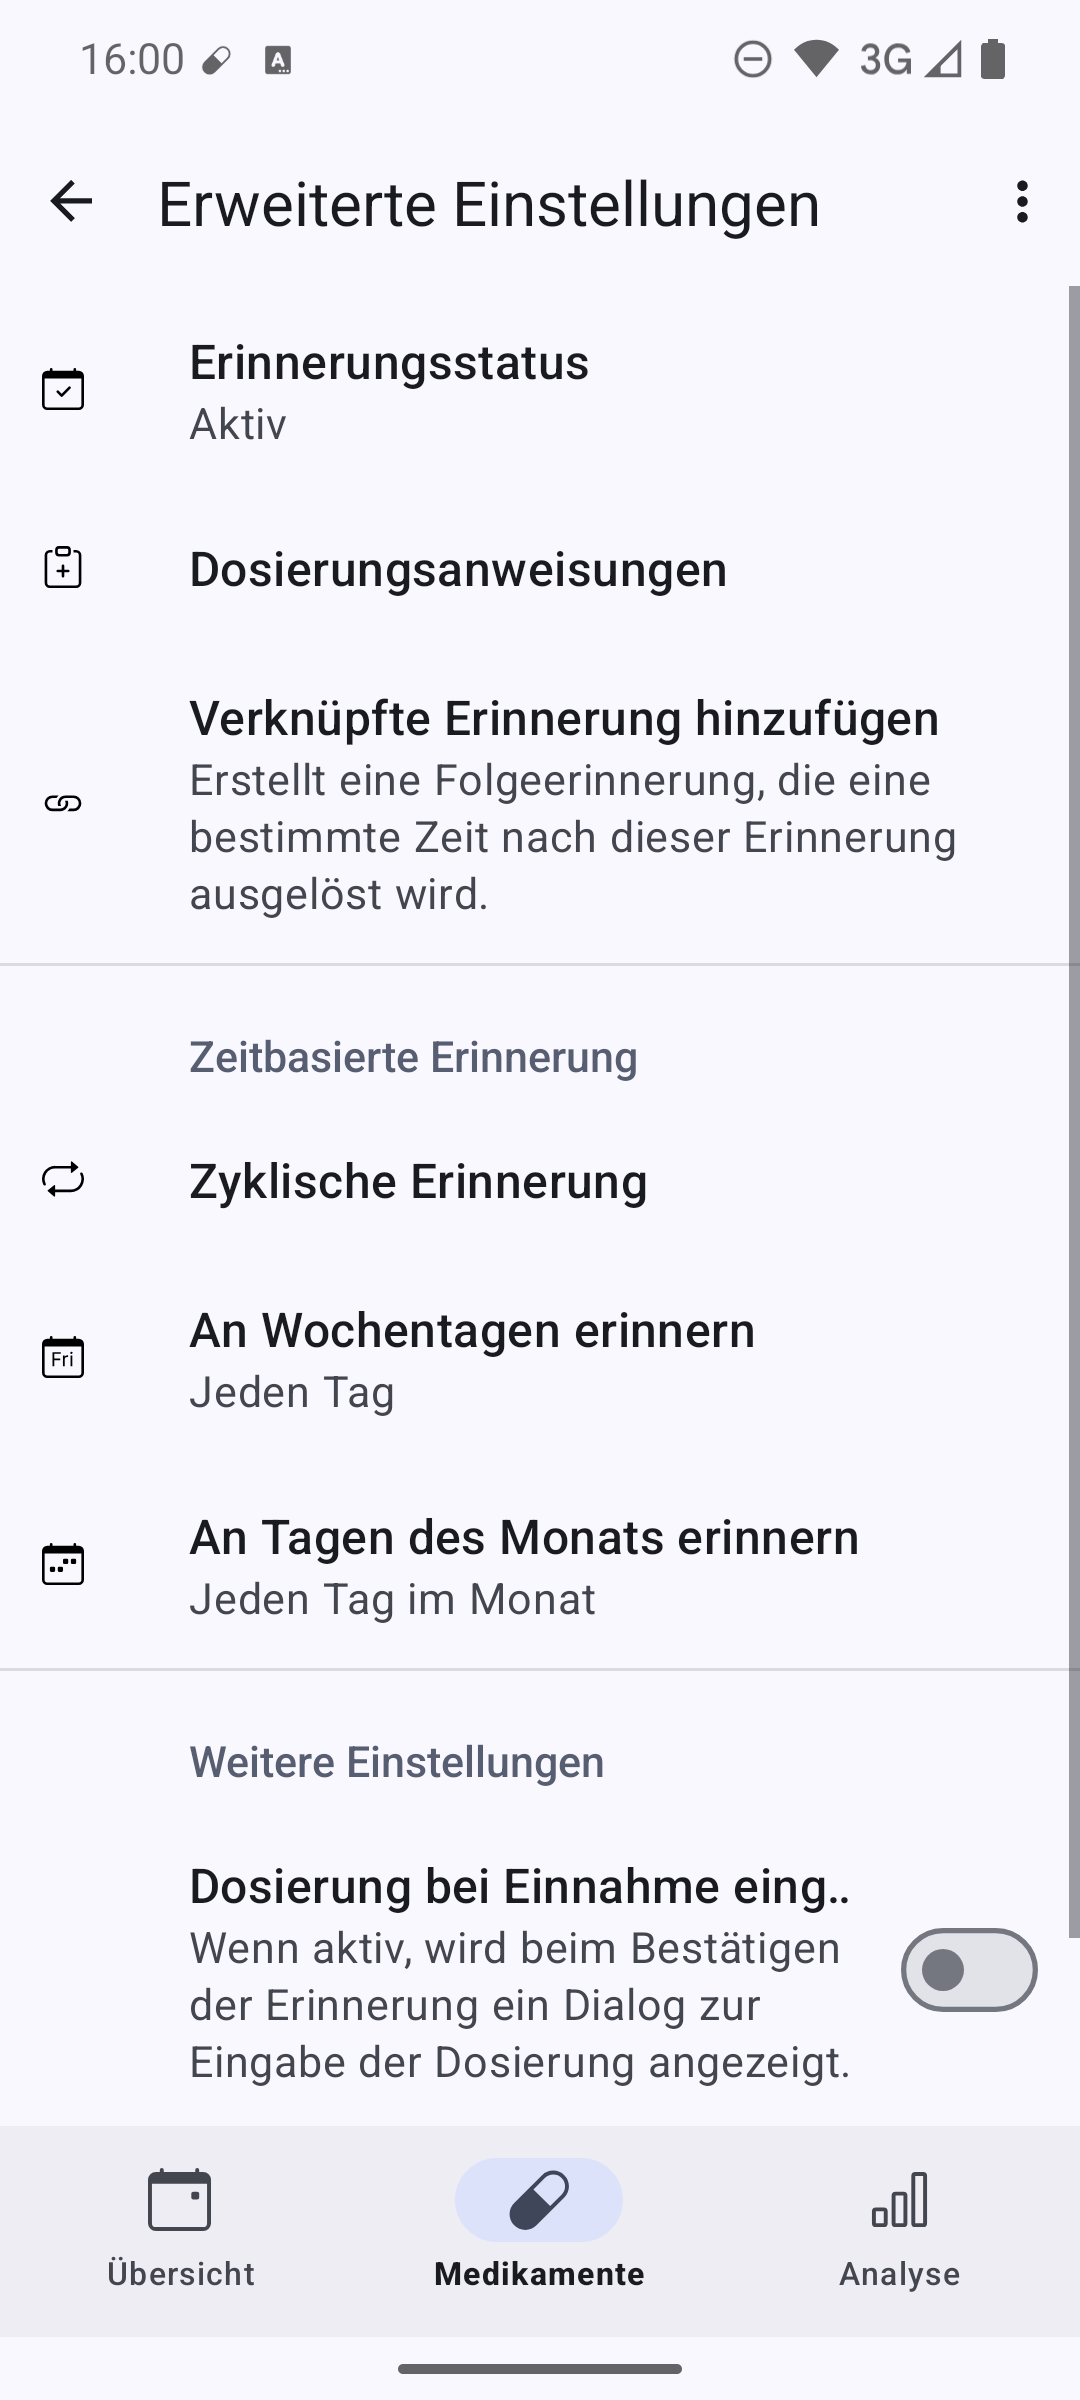 16:00
3G
Erweiterte Einstellungen
Erinnerungsstatus
Aktiv
Dosierungsanweisungen
Verknüpfte Erinnerung hinzufügen
Erstellt eine Folgeerinnerung, die eine
bestimmte Zeit nach dieser Erinnerung
ausgelöst wird.
Zeitbasierte Erinnerung
Zyklische Erinnerung
Fri
An Wochentagen erinnern
Jeden Tag
An Tagen des Monats erinnern
Jeden Tag im Monat
Weitere Einstellungen
Dosierung bei Einnahme eing..
Wenn aktiv, wird beim Bestätigen
der Erinnerung ein Dialog zur
Eingabe der Dosierung angezeigt.
Übersicht
Medikamente
Analyse